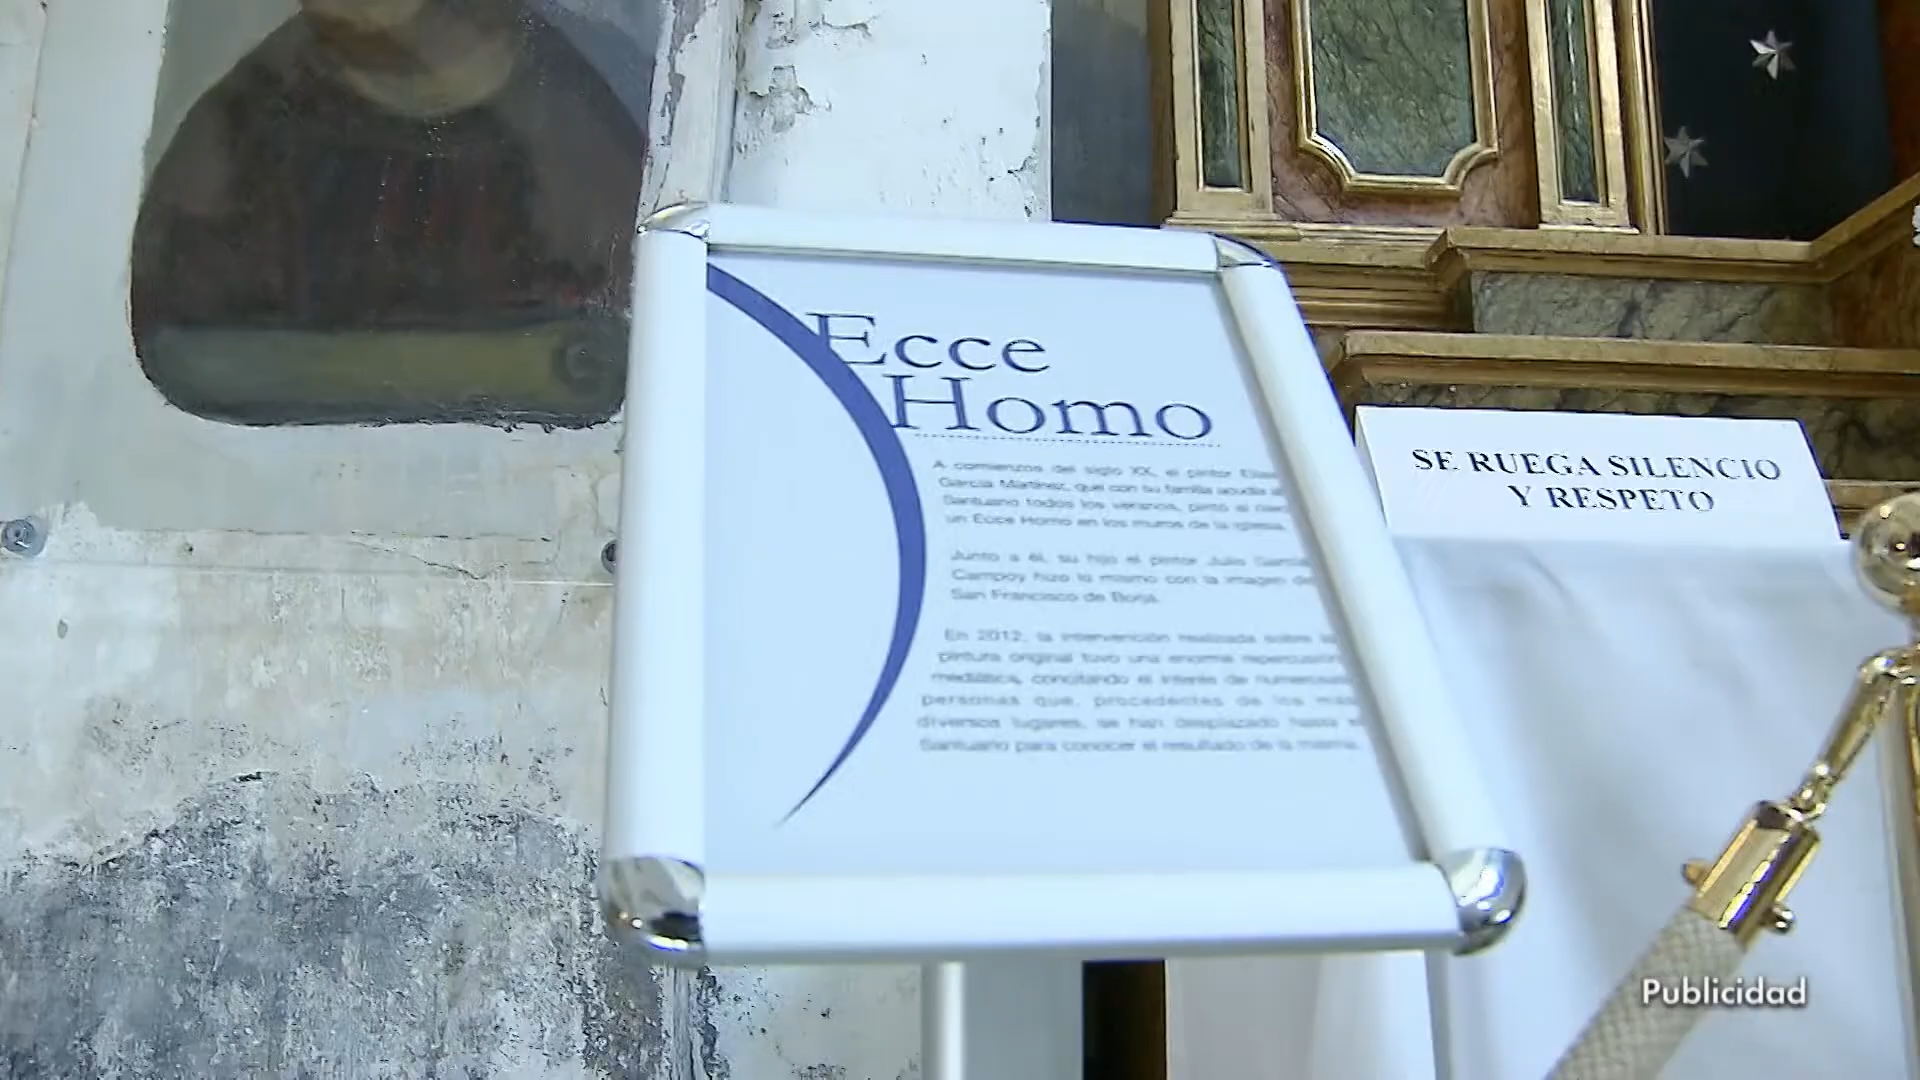 Ecce
Homo
A comienzos del siglo XX, el pintor Elías
García Martínez, que con su familia acudía al
Santuario todos los veranos, pintó al
un Ecce Homo en los muros de la iglesia.
Junto a él, su hijo el pintor Julio García
Campoy hizo lo mismo con la imagen de
San Francisco de Borja.
En 2012, la intervención realizada sobre la
pintura original tuvo una enorme repercusión
mediática, concitando el interés de numerosas
personas que, procedentes de los más
diversos lugares, se han desplazado hasta el
Santuario para conocer el resultado de la misma.
SE RUEGA SILENCIO
Y RESPETO
Publicidad